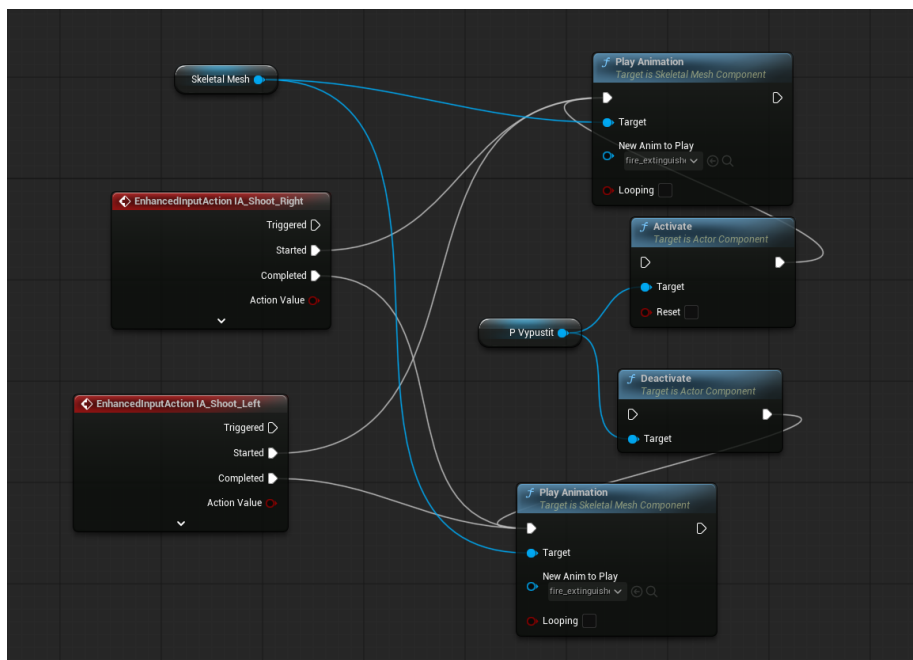 Skeletal Mesh
Play Animation
Target is Skeletal Mesh Component
Target
New Anim to Play
fire_extinguishe
Looping
EnhancedInputAction IA_Shoot_Right
Triggered
Started
Completed
Action Value
Activate
Target is Actor Component
Target
Reset
P Vypustit
Deactivate
Target is Actor Component
Target
EnhancedInputAction IA_Shoot_Left
Triggered
Started
Completed
Action Value
Play Animation
Target is Skeletal Mesh Component
Target
New Anim to Play
fire_extinguishe
Looping